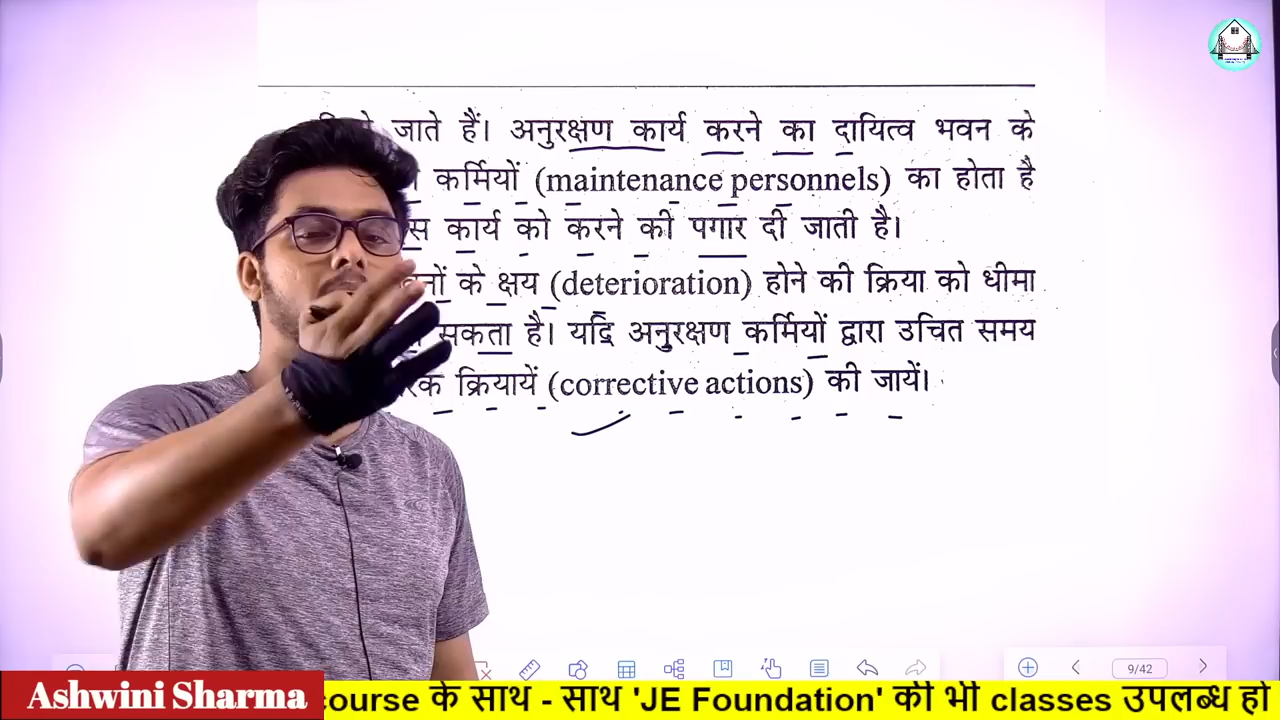 जाते हैं। अनुरक्षण कार्य करने का दायित्व भवन के
कर्मियों (maintenance personnels) का होता है
कार्य को करने की पगार दी जाती है।
के क्षय (deterioration) होने की क्रिया को धीमा
सकता है। यदि अनुरक्षण कर्मियों द्वारा उचित समय
क्रियायें (corrective actions) की जायें।
9/42
Ashwini Sharma
course के साथ - साथ 'JE Foundation' की भी classes उपलब्ध हो